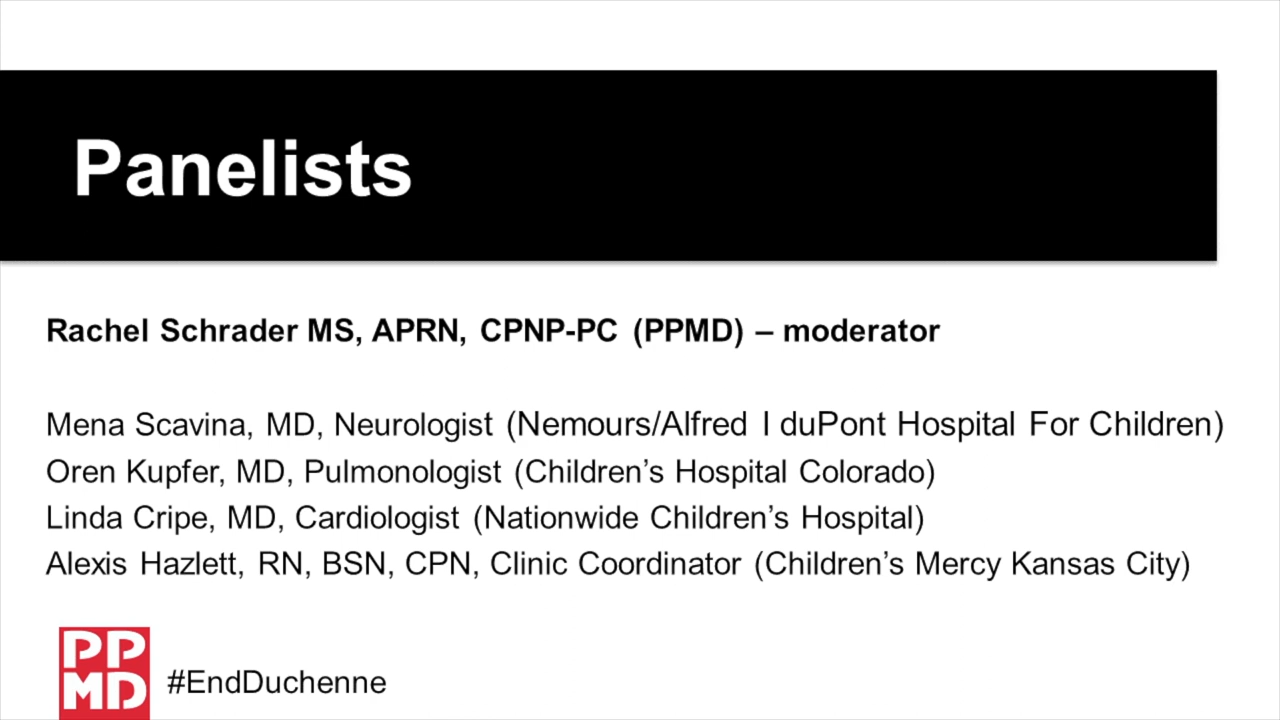 Panelists
Rachel Schrader MS, APRN, CPNP-PC (PPMD) – moderator
Mena Scavina, MD, Neurologist (Nemours/Alfred I duPont Hospital For Children)
Oren Kupfer, MD, Pulmonologist (Children’s Hospital Colorado)
Linda Cripe, MD, Cardiologist (Nationwide Children’s Hospital)
Alexis Hazlett, RN, BSN, CPN, Clinic Coordinator (Children’s Mercy Kansas City)
PP
MD
#EndDuchenne